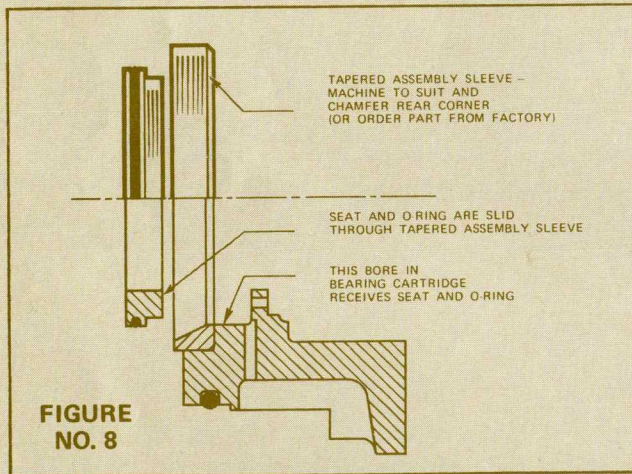 TAPERED ASSEMBLY SLEEVE –
MACHINE TO SUIT AND
CHAMFER REAR CORNER
(OR ORDER PART FROM FACTORY)
SEAT AND O-RING ARE SLID
THROUGH TAPERED ASSEMBLY SLEEVE
THIS BORE IN
BEARING CARTRIDGE
RECEIVES SEAT AND O-RING
FIGURE
NO. 8